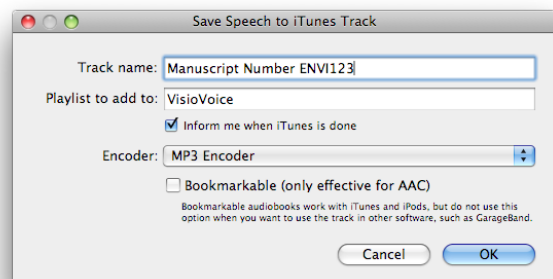 Save Speech to iTunes Track
Track name: Manuscript Number ENVI123
Playlist to add to: VisioVoice
Inform me when iTunes is done
Encoder: MP3 Encoder
Bookmarkable (only effective for AAC)
Bookmarkable audiobooks work with iTunes and iPods, but do not use this
option when you want to use the track in other software, such as GarageBand.
Cancel OK